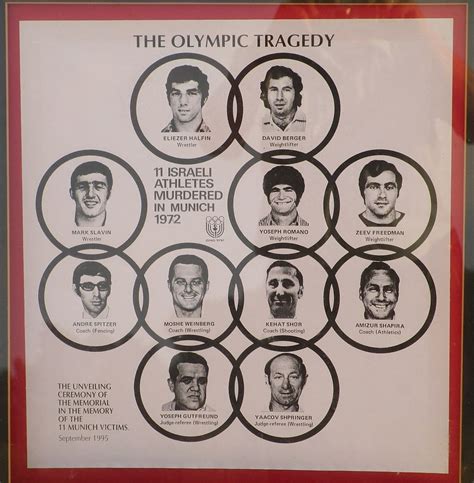 THE OLYMPIC TRAGEDY
ELIEZER HALFIN
Wrestler
DAVID BERGER
Weightlifter
11 ISRAELI
ATHLETES
MURDERED
IN MUNICH
1972
MARK SLAVIN
Wrestler
YOSEPH ROMANO
Weightlifter
ZEEV FREEDMAN
Weightlifter
ANDRE SPITZER
Coach (Fencing)
MOSHE WEINBERG
Coach (Wrestling)
KEHAT SHOR
Coach (Shooting)
AMIZUR SHAPIRA
Coach (Athletics)
YOSEPH GUTFREUND
Judge-referee (Wrestling)
YAACOV SHPRINGER
Judge-referee (Wrestling)
THE UNVEILING
CEREMONY OF
THE MEMORIAL
IN THE MEMORY
OF THE
11 MUNICH VICTIMS.
September 1995